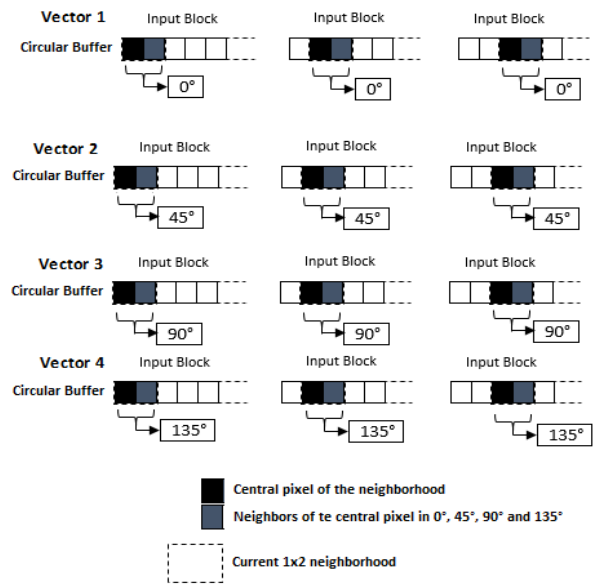 Vector 1
Input Block Input Block Input Block
Circular Buffer
0° 0° 0°
Vector 2
Input Block Input Block Input Block
Circular Buffer
45° 45° 45°
Vector 3
Input Block Input Block Input Block
Circular Buffer
90° 90° 90°
Vector 4
Input Block Input Block Input Block
Circular Buffer
135° 135° 135°
Central pixel of the neighborhood
Neighbors of te central pixel in 0°, 45°, 90° and 135°
Current 1x2 neighborhood